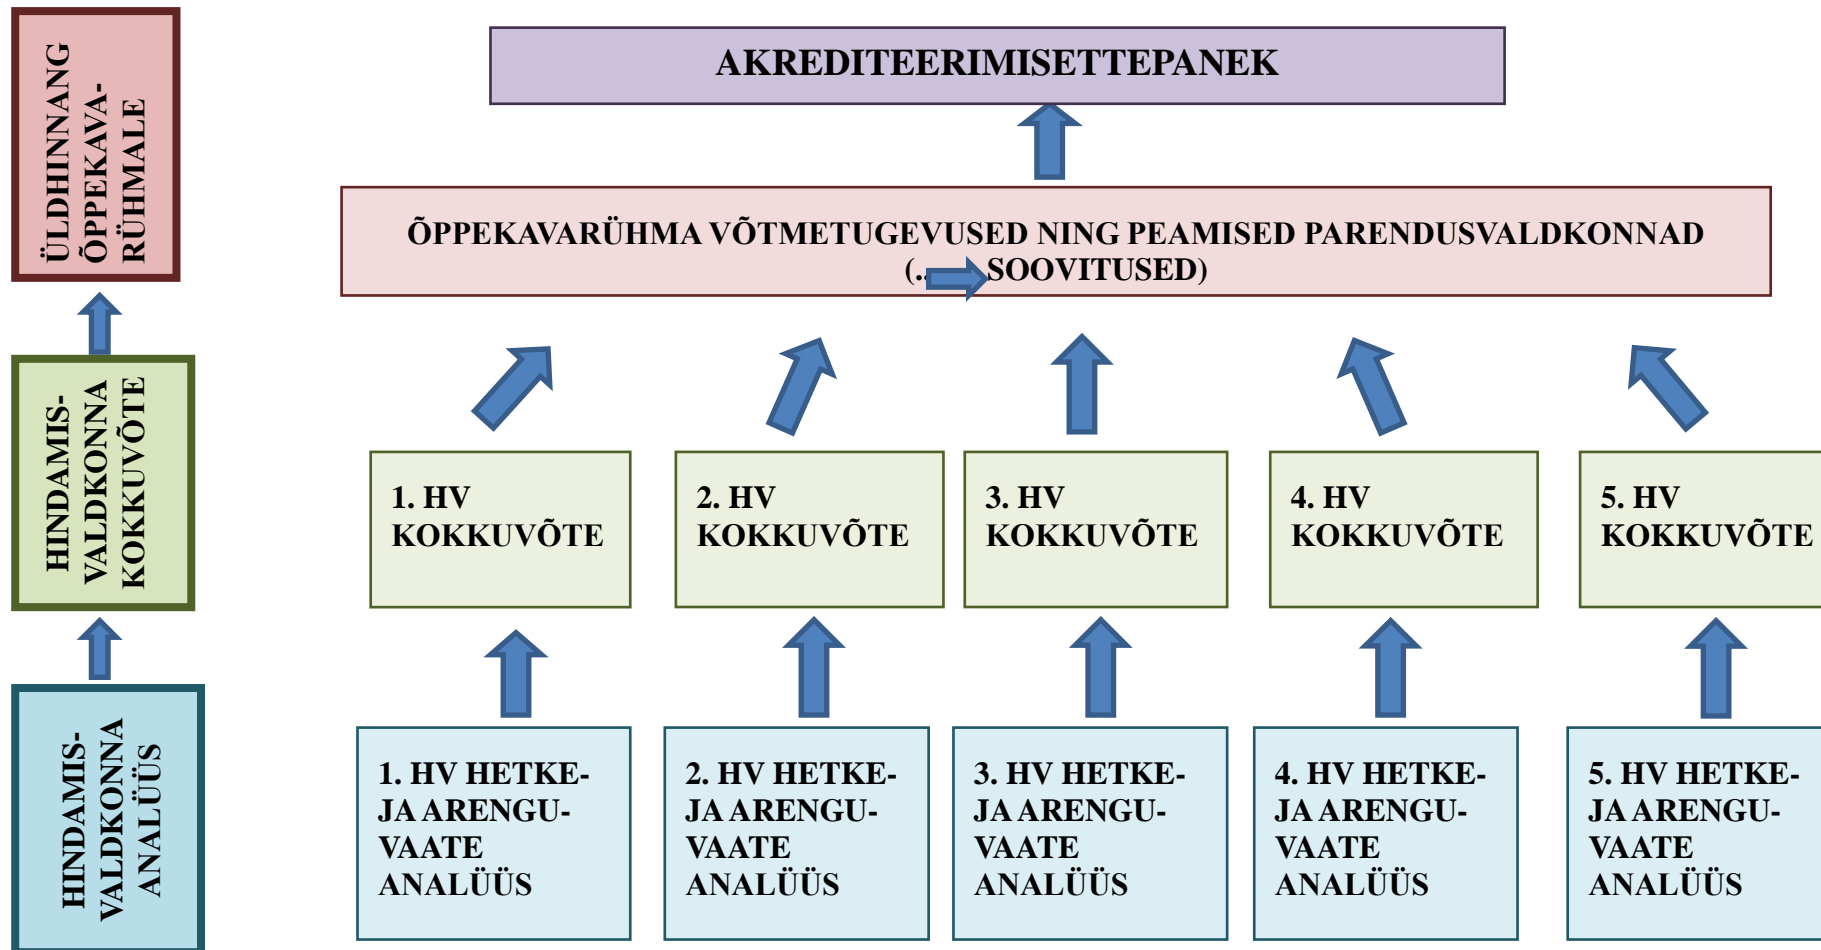 ÜLDHINNANG
ÕPPEKAVA-
RÜHMALE
HINDAMIS-
VALDKONNA
KOKKUVÕTE
HINDAMIS-
VALDKONNA
ANALÜÜS
AKREDITEERIMISETTEPANEK
ÕPPEKAVARÜHMA VÕTMETUGEVUSED NING PEAMISED PARENDUSVALDKONNAD
(.. SOOVITUSED)
1. HV
KOKKUVÕTE
2. HV
KOKKUVÕTE
3. HV
KOKKUVÕTE
4. HV
KOKKUVÕTE
5. HV
KOKKUVÕTE
1. HV HETKE-
JA ARENGU-
VAATE
ANALÜÜS
2. HV HETKE-
JA ARENGU-
VAATE
ANALÜÜS
3. HV HETKE-
JA ARENGU-
VAATE
ANALÜÜS
4. HV HETKE-
JA ARENGU-
VAATE
ANALÜÜS
5. HV HETKE-
JA ARENGU-
VAATE
ANALÜÜS